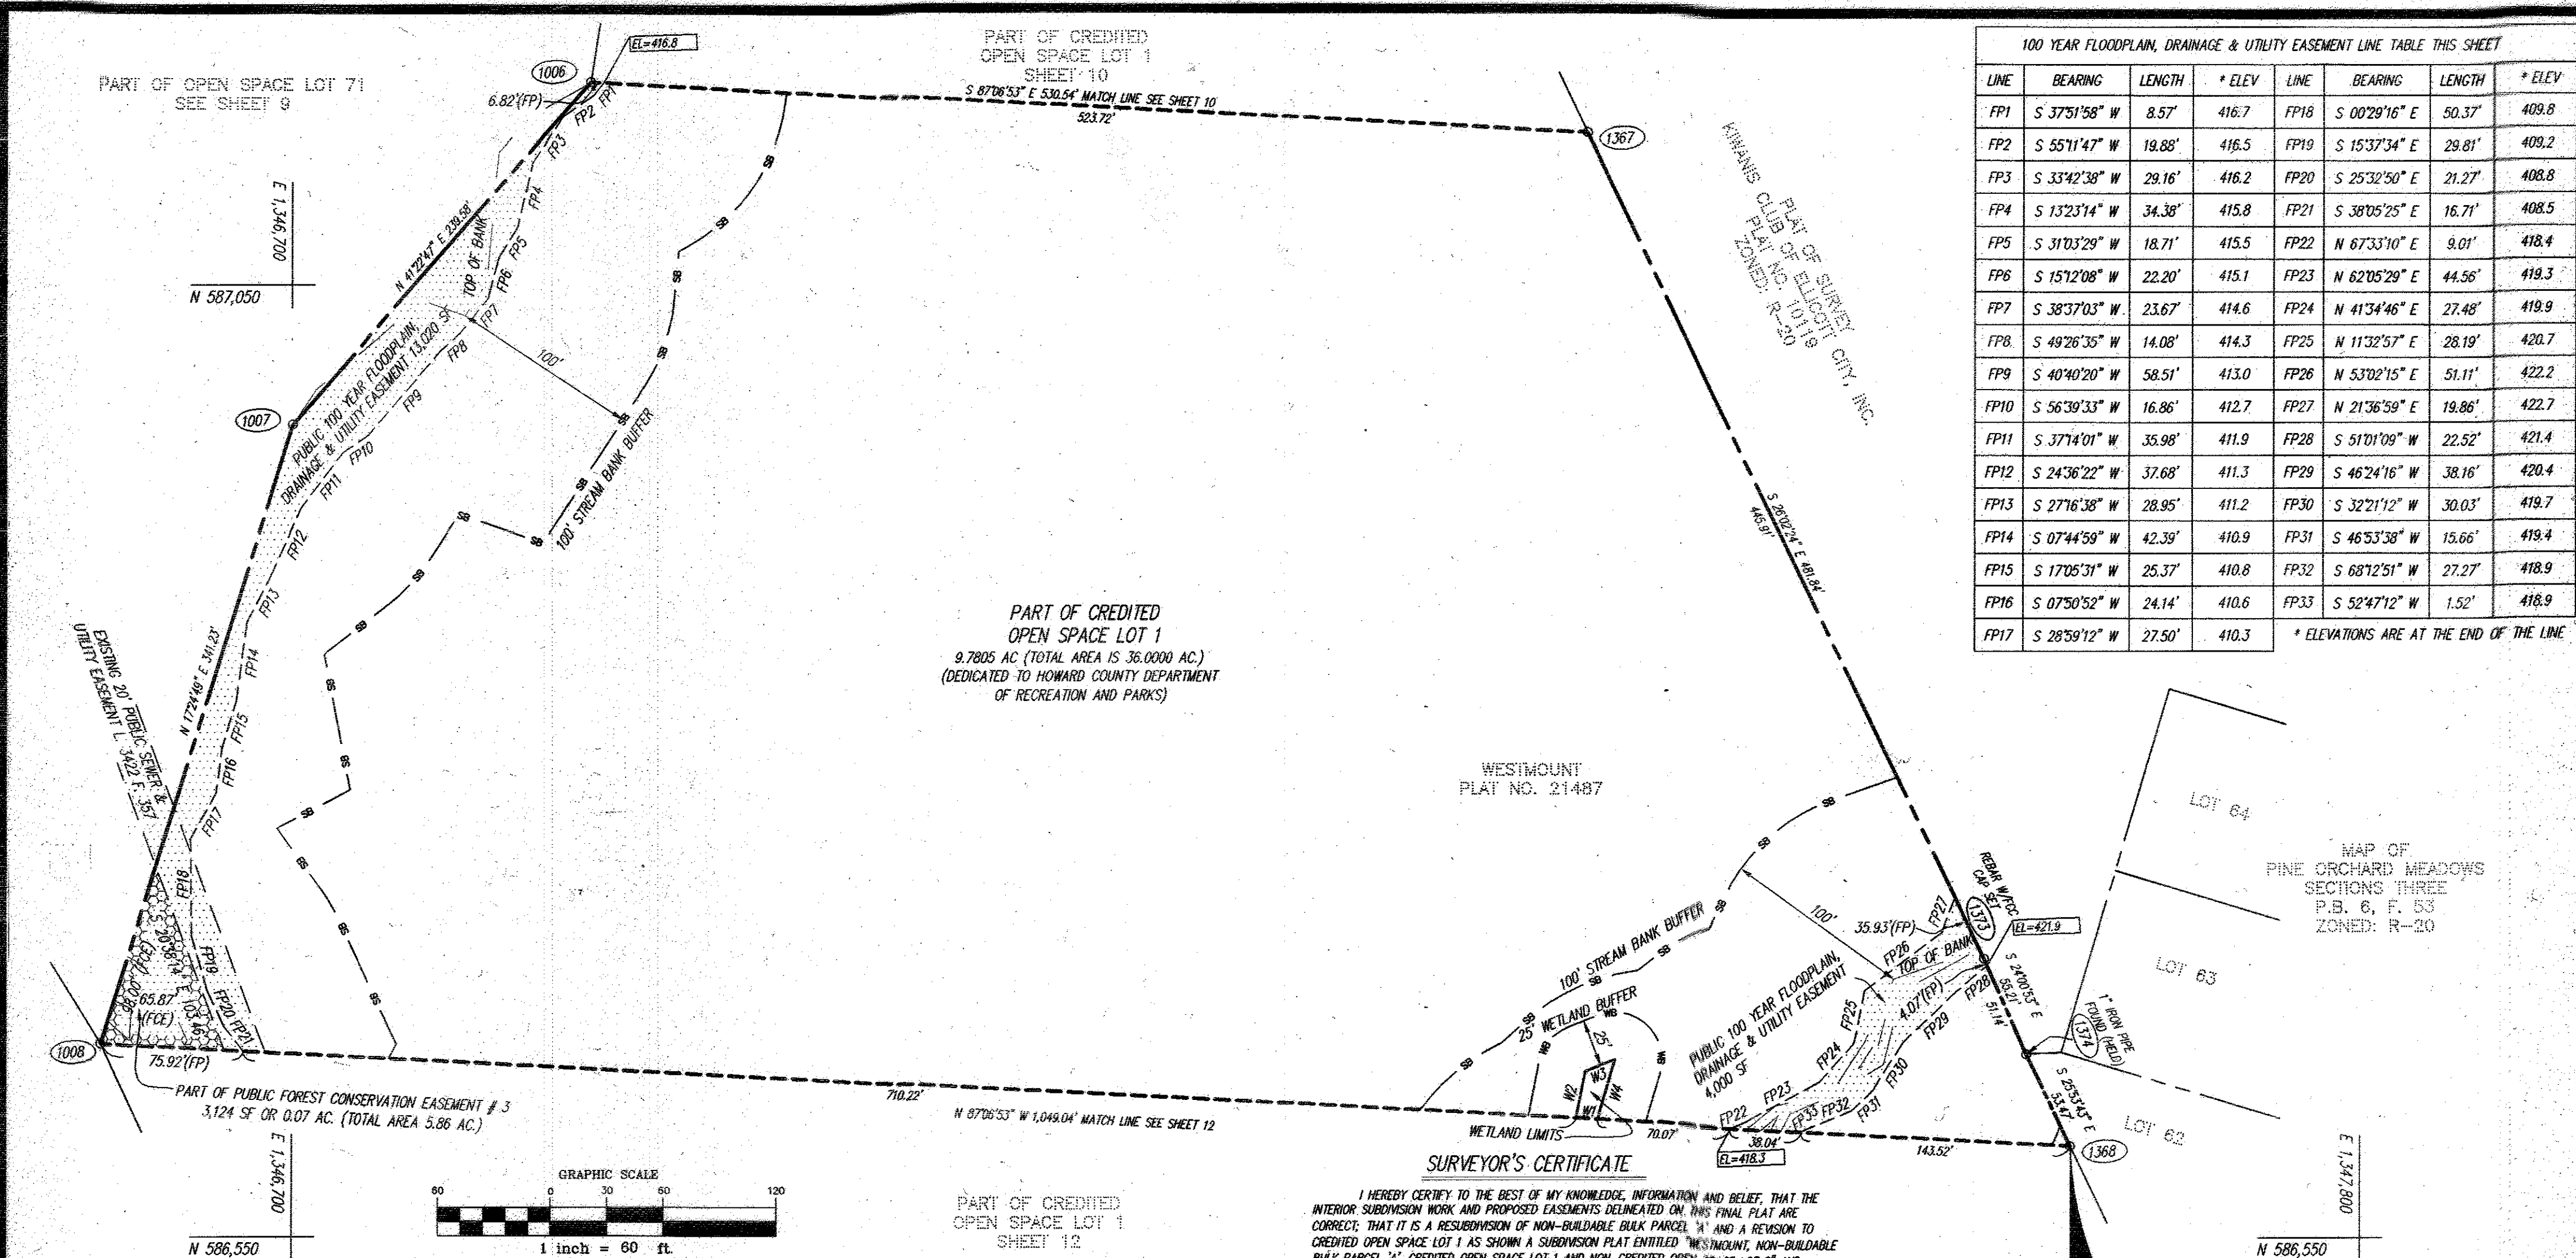 PART OF OPEN SPACE LOT 71
SEE SHEET 9
1006
EL=416.8
6.82'(FP)
PART OF CREDITED
OPEN SPACE LOT 1
SHEET 10
S 87°06'53" E 530.54' MATCH LINE SEE SHEET 10
523.72'
1367
E 1,346,700
N 587,050
N 41°22'47" E 239.58'
TOP OF BANK
FP1
FP2
FP3
FP4
FP5
FP6
FP7
FP8
FP9
FP10
FP11
FP12
FP13
FP14
FP15
FP16
FP17
FP18
FP19
FP20
FP21
PUBLIC 100 YEAR FLOODPLAIN,
DRAINAGE & UTILITY EASEMENT 13,020 SF
100'
100' STREAM BANK BUFFER
SB
1007
N 17°24'49" E 341.23'
EXISTING 20' PUBLIC SEWER &
UTILITY EASEMENT L. 3422 F. 357
S 20°38'14" E 103.46'
98.00' (FCE)
65.87'
(FCE)
1008
75.92'(FP)
PART OF PUBLIC FOREST CONSERVATION EASEMENT # 3
3,124 SF OR 0.07 AC. (TOTAL AREA 5.86 AC.)
710.22'
N 87°06'53" W 1,049.04' MATCH LINE SEE SHEET 12
PLAT OF SURVEY
KIWANIS CLUB OF ELLICOTT CITY, INC.
PLAT NO. 10119
ZONED: R-20
S 26°02'24" E 481.84'
445.91'
PART OF CREDITED
OPEN SPACE LOT 1
9.7805 AC (TOTAL AREA IS 36.0000 AC.)
(DEDICATED TO HOWARD COUNTY DEPARTMENT
OF RECREATION AND PARKS)
WESTMOUNT
PLAT NO. 21487
100 YEAR FLOODPLAIN, DRAINAGE & UTILITY EASEMENT LINE TABLE THIS SHEET
LINE BEARING LENGTH * ELEV LINE BEARING LENGTH * ELEV
FP1 S 37°51'58" W 8.57' 416.7 FP18 S 00°29'16" E 50.37' 409.8
FP2 S 55°11'47" W 19.88' 416.5 FP19 S 15°37'34" E 29.81' 409.2
FP3 S 33°42'38" W 29.16' 416.2 FP20 S 25°32'50" E 21.27' 408.8
FP4 S 13°23'14" W 34.38' 415.8 FP21 S 38°05'25" E 16.71' 408.5
FP5 S 31°03'29" W 18.71' 415.5 FP22 N 67°33'10" E 9.01' 418.4
FP6 S 15°12'08" W 22.20' 415.1 FP23 N 62°05'29" E 44.56' 419.3
FP7 S 38°37'03" W 23.67' 414.6 FP24 N 41°34'46" E 27.48' 419.9
FP8 S 49°26'35" W 14.08' 414.3 FP25 N 11°32'57" E 28.19' 420.7
FP9 S 40°40'20" W 58.51' 413.0 FP26 N 53°02'15" E 51.11' 422.2
FP10 S 56°39'33" W 16.86' 412.7 FP27 N 21°36'59" E 19.86' 422.7
FP11 S 37°14'01" W 35.98' 411.9 FP28 S 51°01'09" W 22.52' 421.4
FP12 S 24°36'22" W 37.68' 411.3 FP29 S 46°24'16" W 38.16' 420.4
FP13 S 27°16'38" W 28.95' 411.2 FP30 S 32°21'12" W 30.03' 419.7
FP14 S 07°44'59" W 42.39' 410.9 FP31 S 46°53'38" W 15.66' 419.4
FP15 S 17°05'31" W 25.37' 410.8 FP32 S 68°12'51" W 27.27' 418.9
FP16 S 07°50'52" W 24.14' 410.6 FP33 S 52°47'12" W 1.52' 418.9
FP17 S 28°59'12" W 27.50' 410.3 * ELEVATIONS ARE AT THE END OF THE LINE
LOT 64
MAP OF
PINE ORCHARD MEADOWS
SECTIONS THREE
P.B. 6, F. 53
ZONED: R-20
LOT 63
LOT 62
REBAR W/FCC
CAP SET
1373
EL=421.9
35.93'(FP)
100'
TOP OF BANK
4.07'(FP)
FP22
FP23
FP24
FP25
FP26
FP27
FP28
FP29
FP30
FP31
FP32
FP33
PUBLIC 100 YEAR FLOODPLAIN,
DRAINAGE & UTILITY EASEMENT
4,000 SF
100' STREAM BANK BUFFER
25' WETLAND BUFFER
WB
25'
W1
W2
W3
W4
WETLAND LIMITS
70.07'
38.04'
EL=418.3
143.52'
S 24°00'53" E
55.21'
51.14'
1" IRON PIPE
FOUND (HELD)
1374
S 25°53'43" E
53.47'
1368
E 1,346,700
N 586,550
GRAPHIC SCALE
60 0 30 60 120
1 inch = 60 ft.
PART OF CREDITED
OPEN SPACE LOT 1
SHEET 12
SURVEYOR'S CERTIFICATE
I HEREBY CERTIFY TO THE BEST OF MY KNOWLEDGE, INFORMATION AND BELIEF, THAT THE
INTERIOR SUBDIVISION WORK AND PROPOSED EASEMENTS DELINEATED ON THIS FINAL PLAT ARE
CORRECT; THAT IT IS A RESUBDIVISION OF NON-BUILDABLE BULK PARCEL 'A' AND A REVISION TO
CREDITED OPEN SPACE LOT 1 AS SHOWN A SUBDIVISION PLAT ENTITLED "WESTMOUNT, NON-BUILDABLE
BULK PARCEL 'A', CREDITED OPEN SPACE LOT 1 AND NON-CREDITED OPEN
E 1,347,800
N 586,550